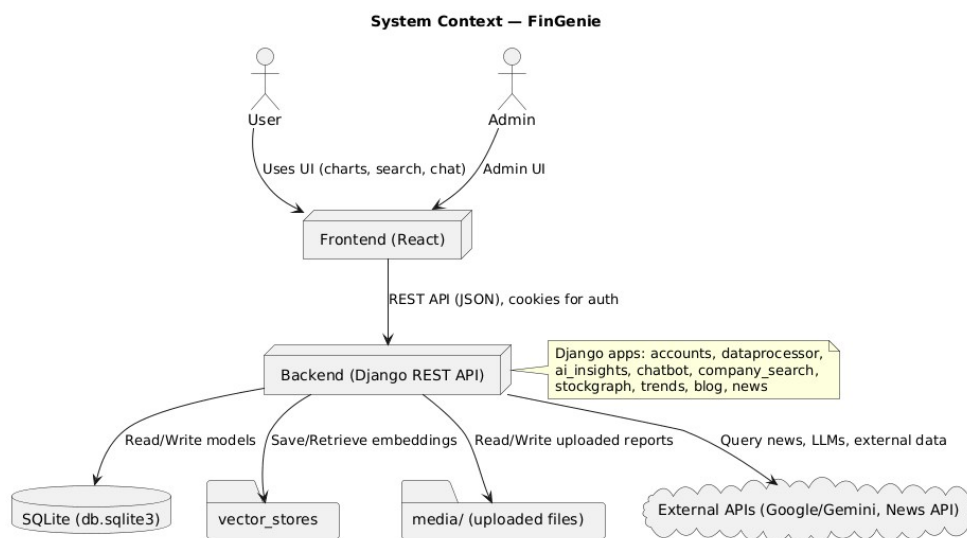 System Context — FinGenie
User
Admin
Uses UI (charts, search, chat)
Admin UI
Frontend (React)
REST API (JSON), cookies for auth
Backend (Django REST API)
Django apps: accounts, dataprocessor,
ai_insights, chatbot, company_search,
stockgraph, trends, blog, news
Read/Write models
Save/Retrieve embeddings
Read/Write uploaded reports
Query news, LLMs, external data
SQLite (db.sqlite3)
vector_stores
media/ (uploaded files)
External APIs (Google/Gemini, News API)